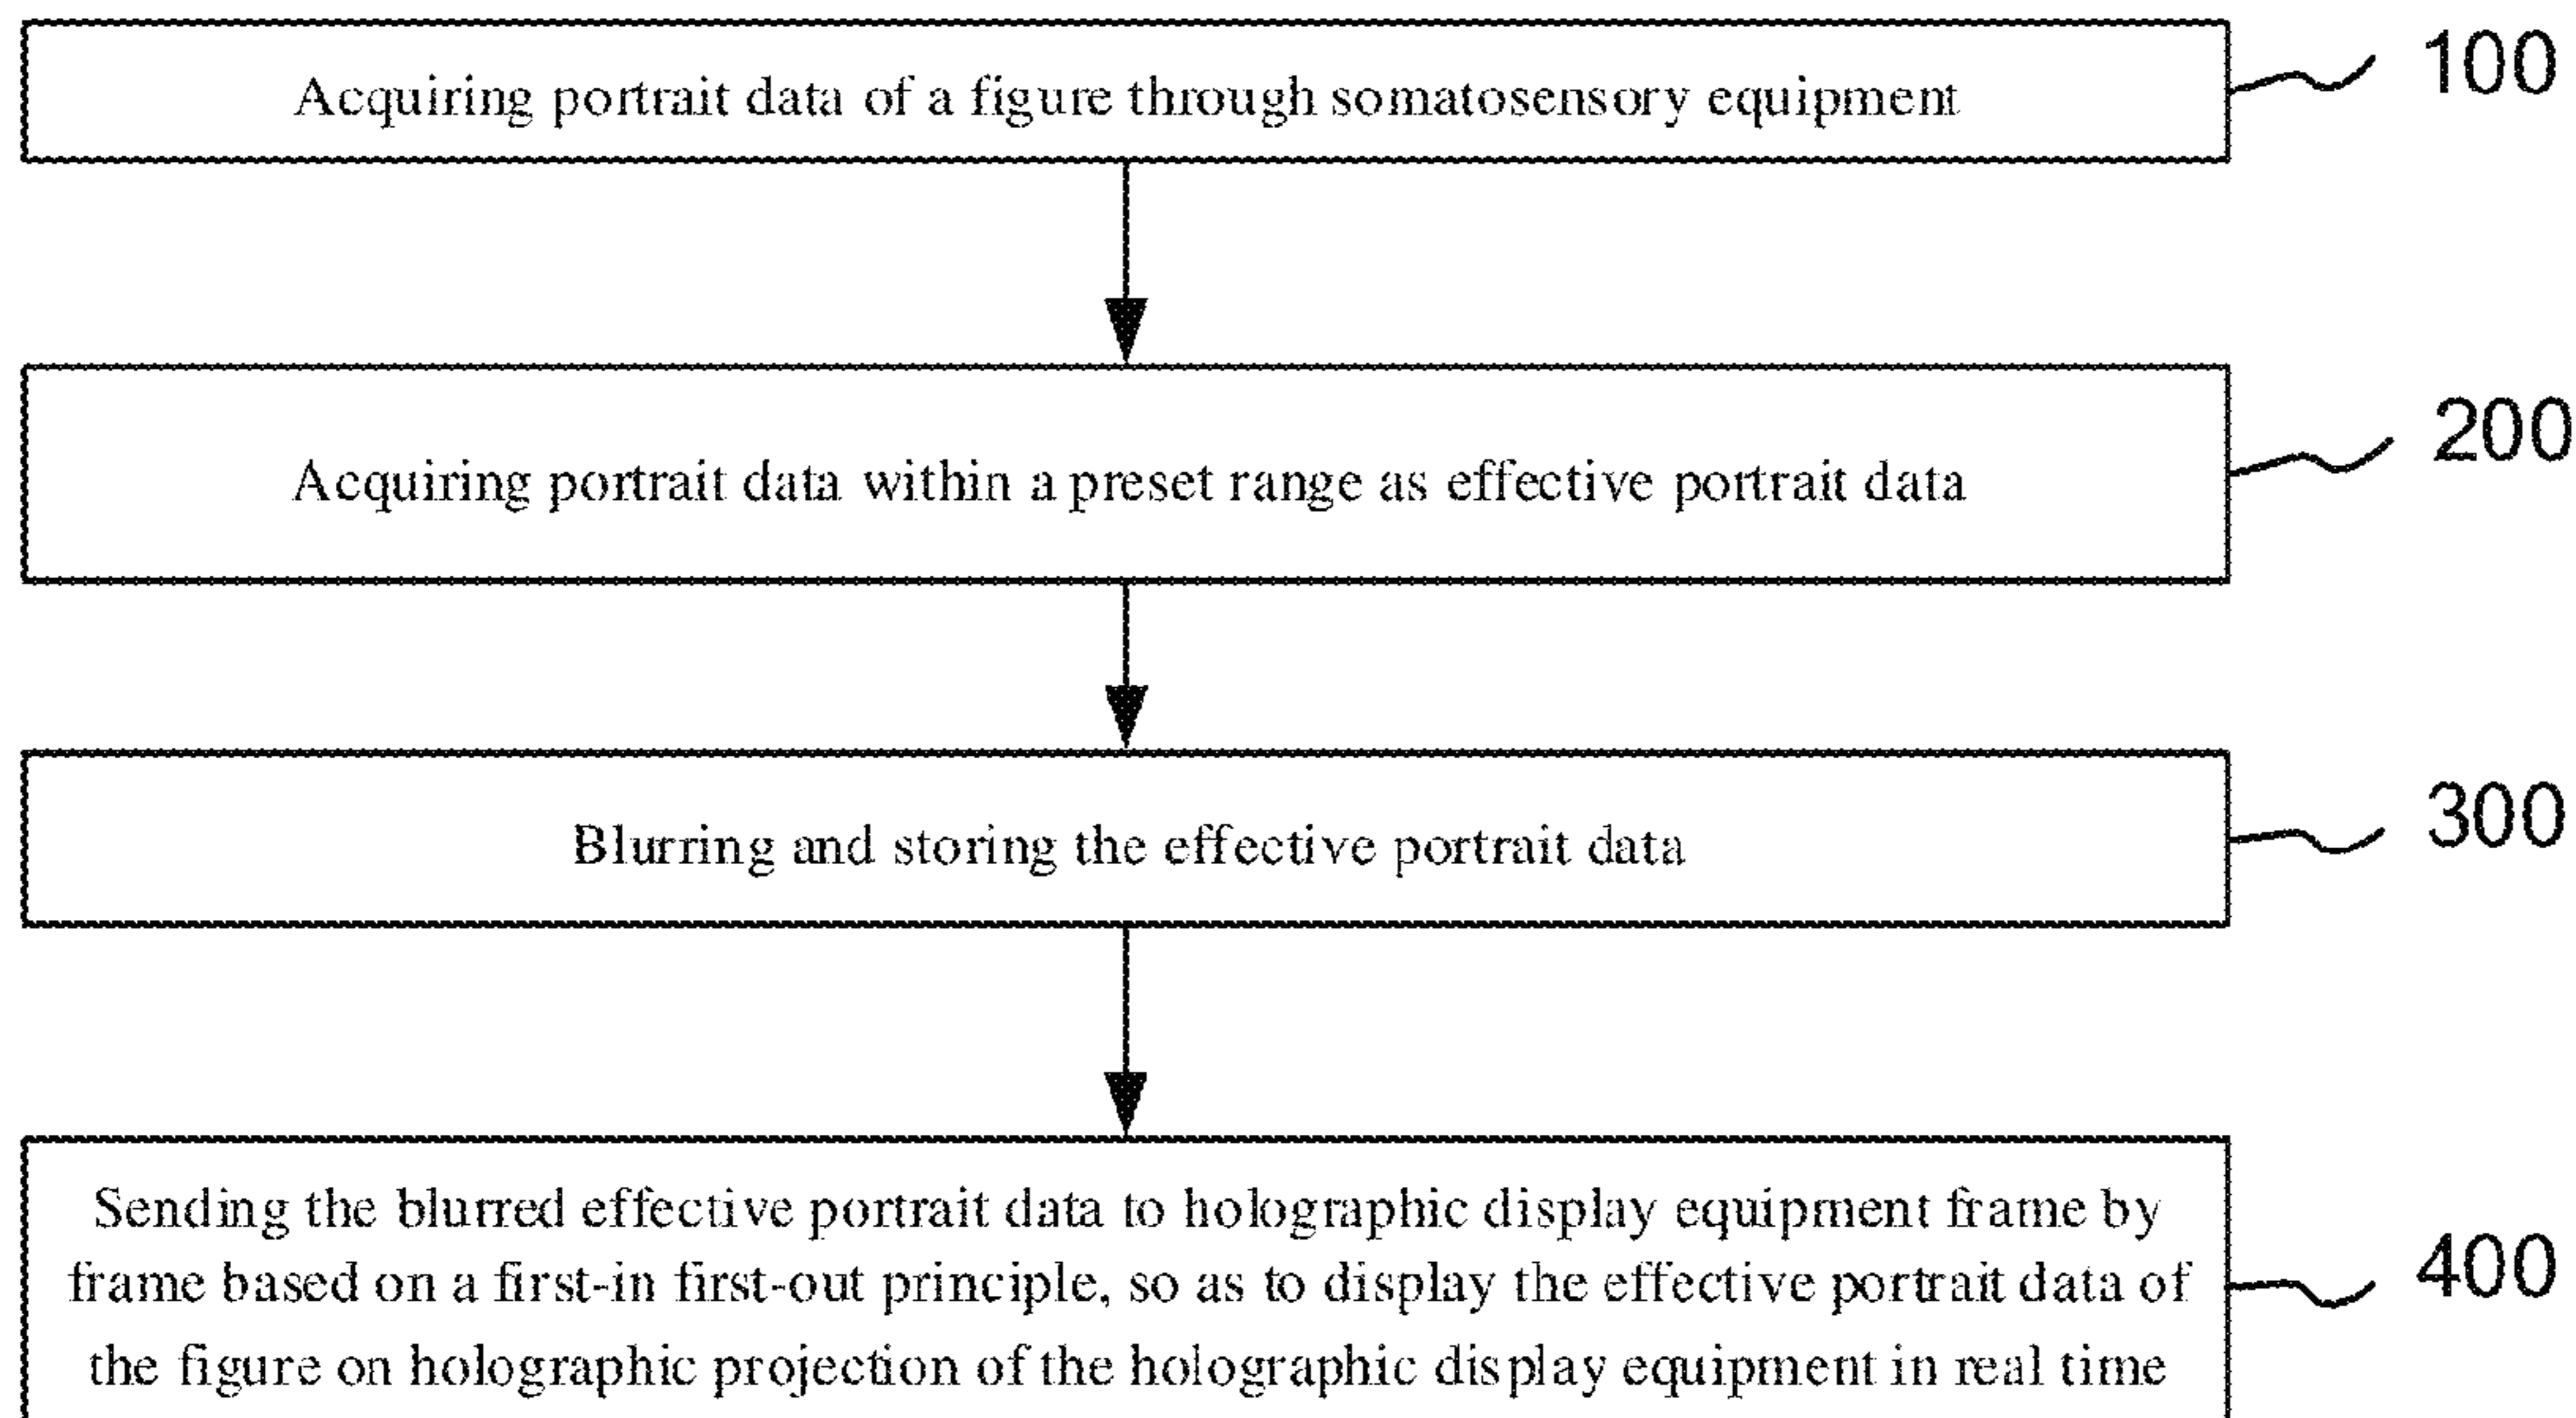 Acquiring portrait data of a figure through somatosensory equipment
100
Acquiring portrait data within a preset range as effective portrait data
200
Blurring and storing the effective portrait data
300
Sending the blurred effective portrait data to holographic display equipment frame by
frame based on a first-in first-out principle, so as to display the effective portrait data of
the figure on holographic projection of the holographic display equipment in real time
400